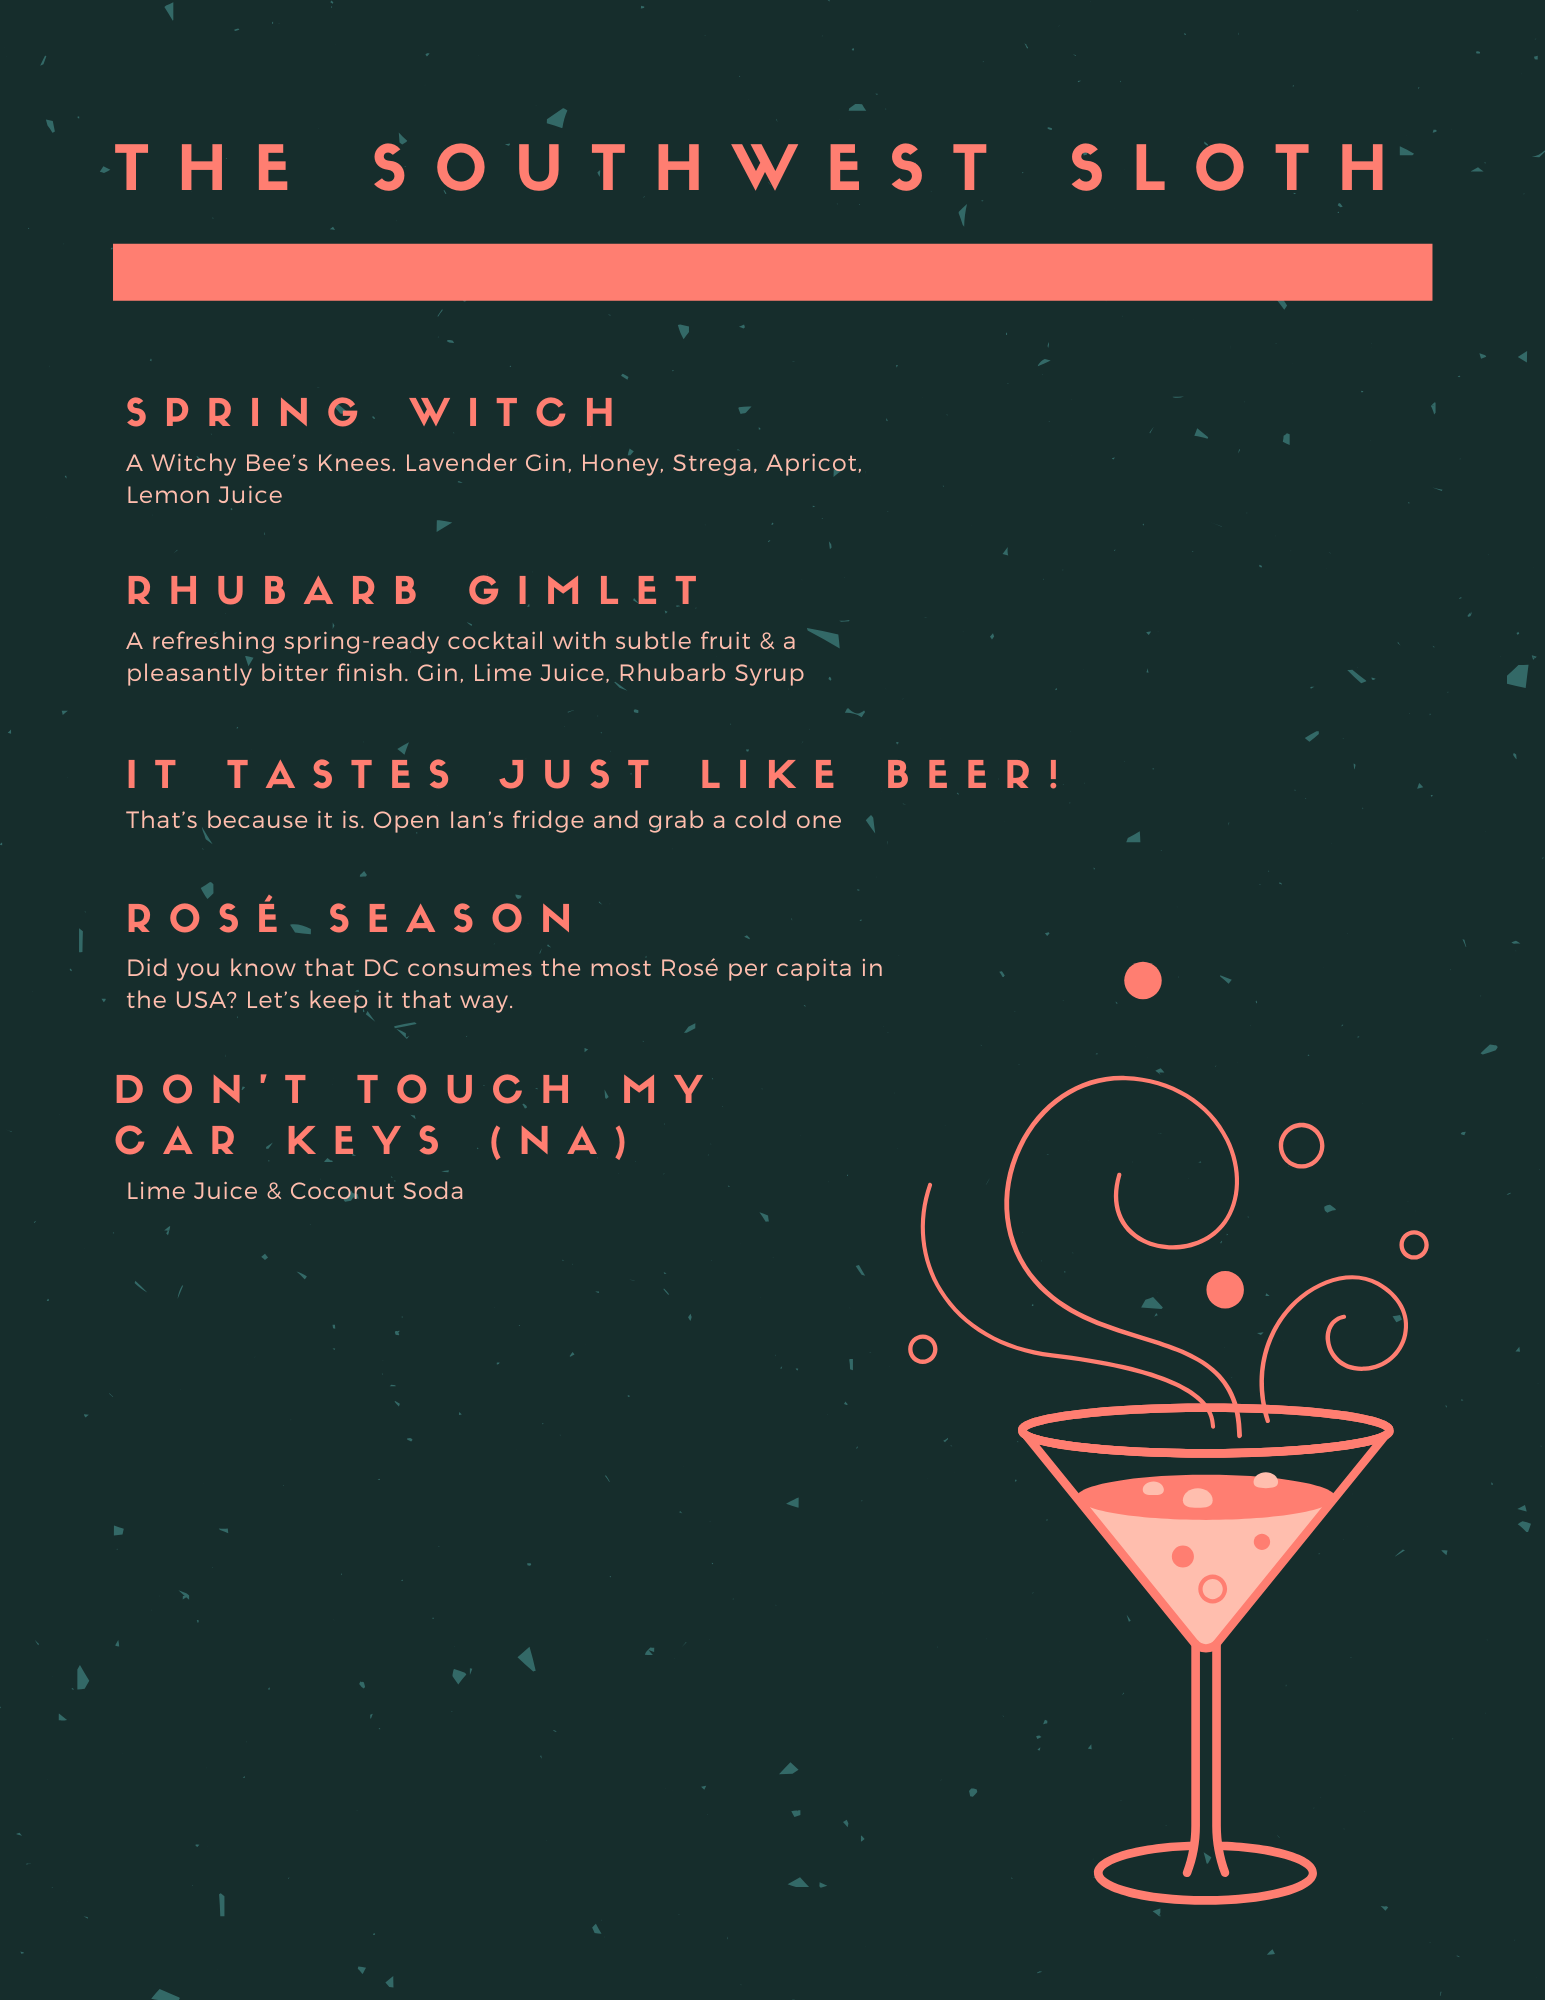 THE SOUTHWEST SLOTH
SPRING WITCH
A Witchy Bee’s Knees. Lavender Gin, Honey, Strega, Apricot,
Lemon Juice
RHUBARB GIMLET
A refreshing spring-ready cocktail with subtle fruit & a
pleasantly bitter finish. Gin, Lime Juice, Rhubarb Syrup
IT TASTES JUST LIKE BEER!
That’s because it is. Open Ian’s fridge and grab a cold one
ROSÉ SEASON
Did you know that DC consumes the most Rosé per capita in
the USA? Let’s keep it that way.
DON'T TOUCH MY
CAR KEYS (NA)
Lime Juice & Coconut Soda